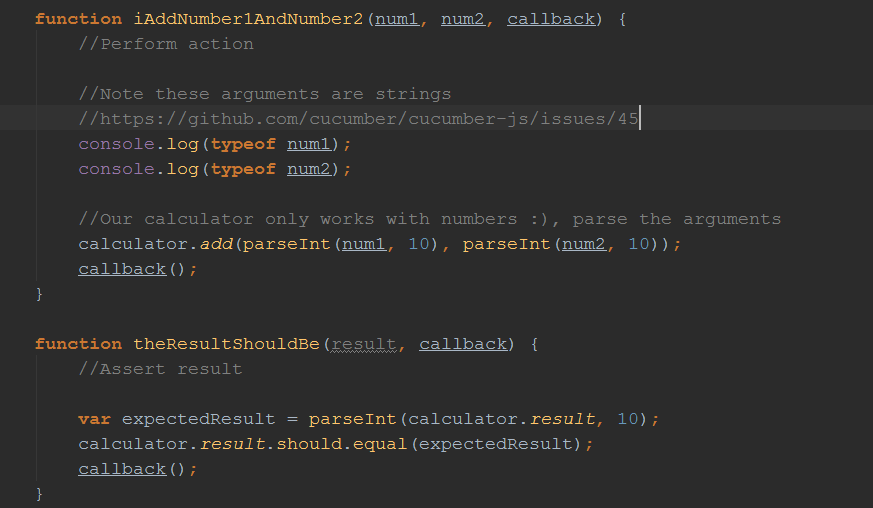 function iAddNumber1AndNumber2(num1, num2, callback) {
//Perform action
//Note these arguments are strings
//https://github.com/cucumber/cucumber-js/issues/45
console.log(typeof num1);
console.log(typeof num2);
//Our calculator only works with numbers :), parse the arguments
calculator.add(parseInt(num1, 10), parseInt(num2, 10));
callback();
}
function theResultShouldBe(result, callback) {
//Assert result
var expectedResult = parseInt(calculator.result, 10);
calculator.result.should.equal(expectedResult);
callback();
}